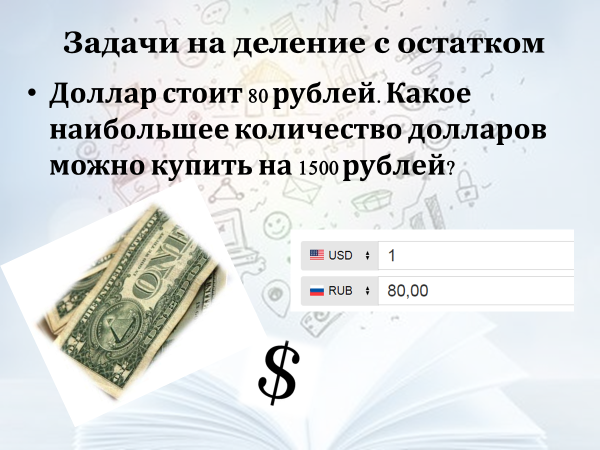 Задачи на деление с остатком
• Доллар стоит 80 рублей. Какое
наибольшее количество долларов
можно купить на 1500 рублей?
ONE
USD 1
RUB 80,00
$